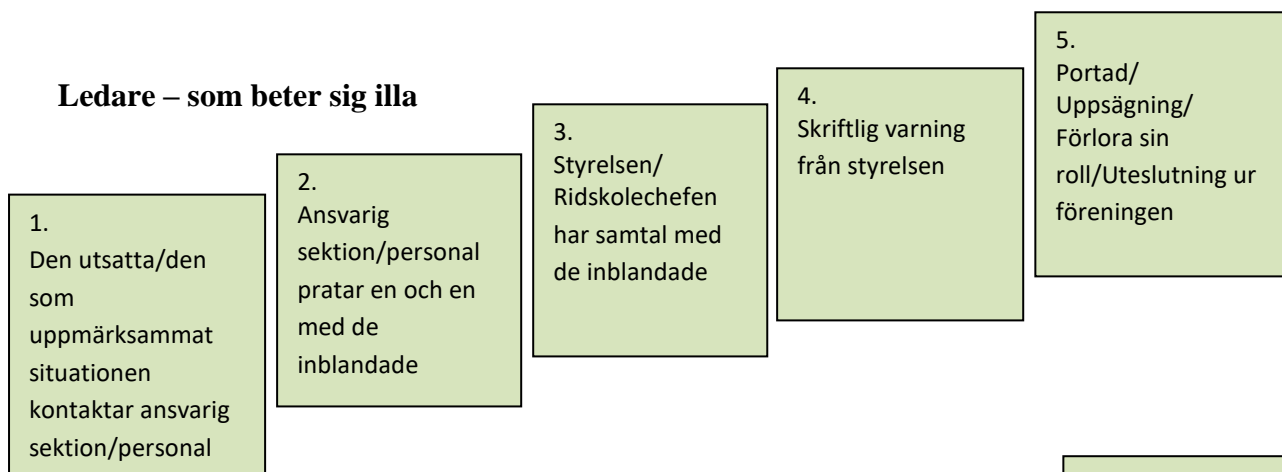 Ledare – som beter sig illa
1.
Den utsatta/den
som
uppmärksammat
situationen
kontaktar ansvarig
sektion/personal
2.
Ansvarig
sektion/personal
pratar en och en
med de
inblandade
3.
Styrelsen/
Ridskolechefen
har samtal med
de inblandade
4.
Skriftlig varning
från styrelsen
5.
Portad/
Uppsägning/
Förlora sin
roll/Uteslutning ur
föreningen